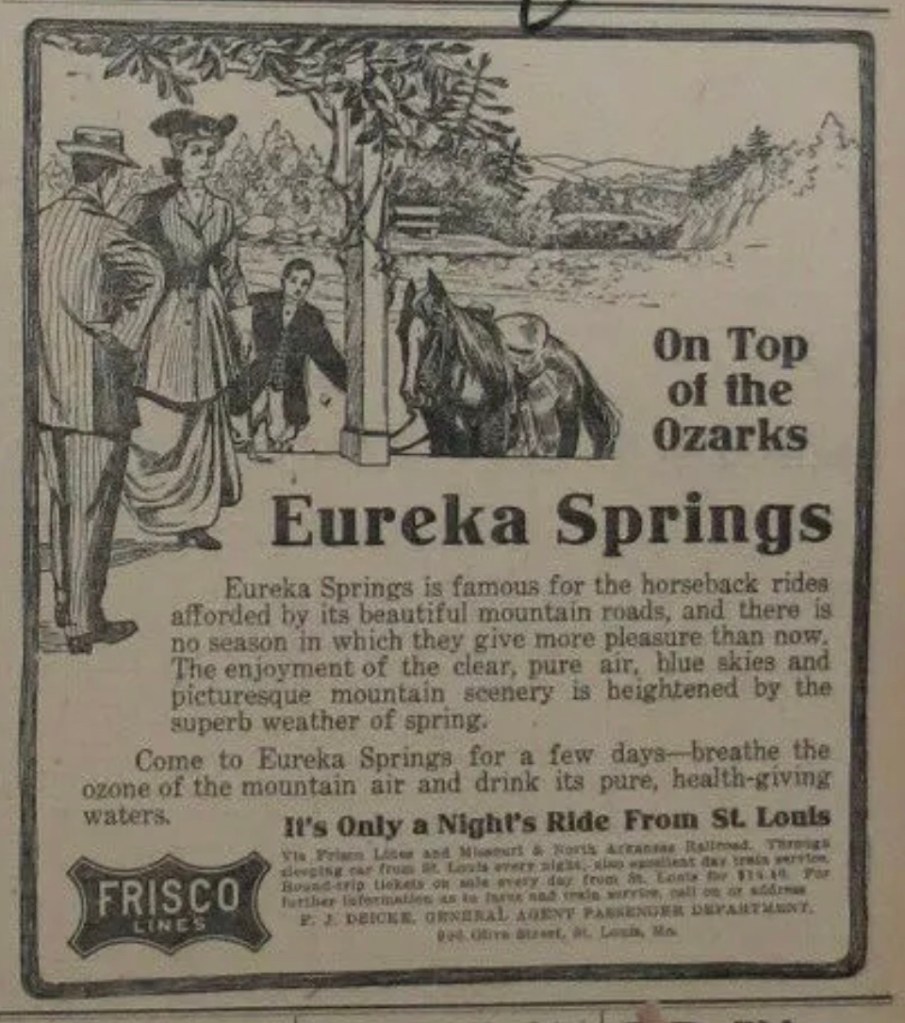 On Top
of the
Ozarks
Eureka Springs
Eureka Springs is famous for the horseback rides
afforded by its beautiful mountain roads, and there is
no season in which they give more pleasure than now.
The enjoyment of the clear, pure air, blue skies and
picturesque mountain scenery is heightened by the
superb weather of spring.
Come to Eureka Springs for a few days—breathe the
ozone of the mountain air and drink its pure, health-giving
waters.
It's Only a Night's Ride From St. Louis
Via Frisco Lines and Missouri & North Arkansas Railroad. Through
sleeping car from St. Louis every night, also excellent day train service.
Round-trip tickets on sale every day from St. Louis for For
further information as to fares and train service, call on or address
F. J. DEICKE, GENERAL AGENT PASSENGER DEPARTMENT,
Olive Street, St. Louis, Mo.
FRISCO
LINES